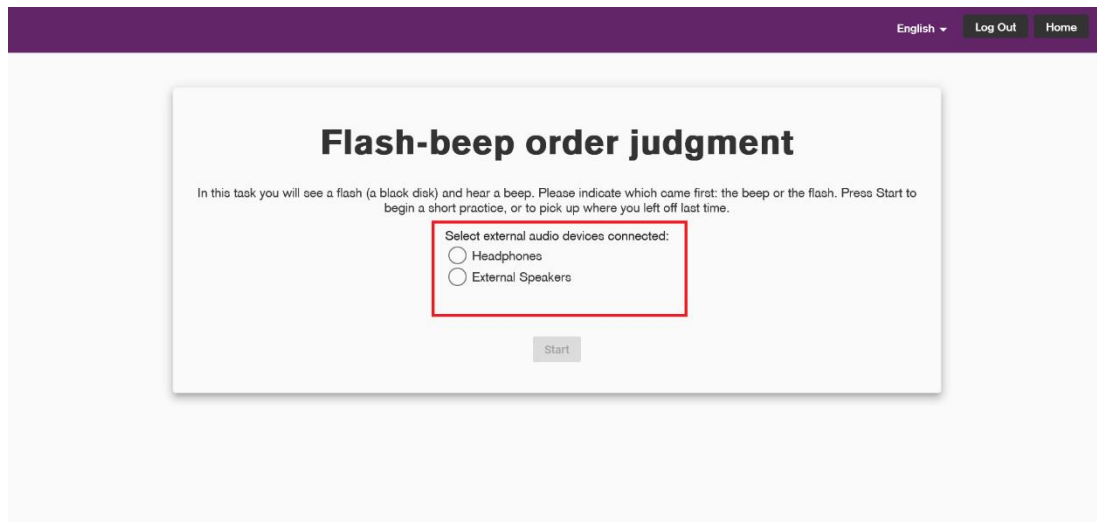 English
Log Out
Home
Flash-beep order judgment
In this task you will see a flash (a black disk) and hear a beep. Please indicate which came first: the beep or the flash. Press Start to
begin a short practice, or to pick up where you left off last time.
Select external audio devices connected:
Headphones
External Speakers
Start